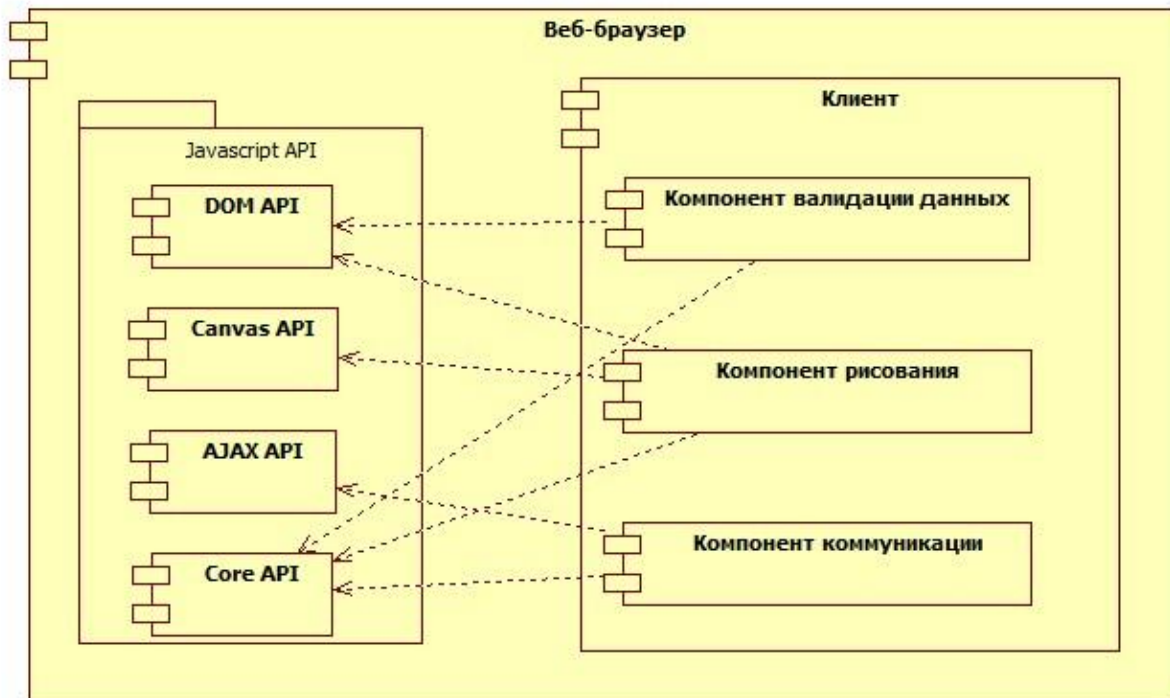 Веб-браузер
Клиент
Javascript API
DOM API
Компонент валидации данных
Canvas API
Компонент рисования
AJAX API
Компонент коммуникации
Core API